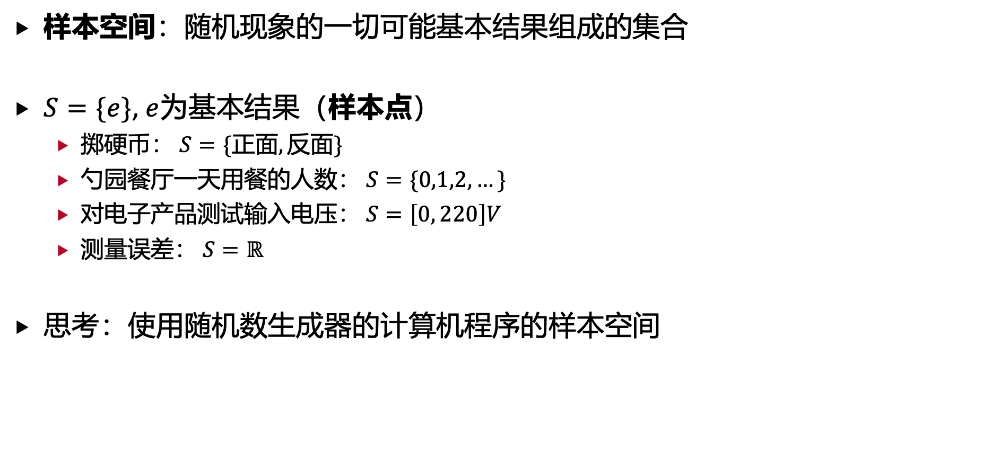 ▶ 样本空间：随机现象的一切可能基本结果组成的集合
▶ S = {e}, e为基本结果（样本点）
▶ 掷硬币： S = {正面, 反面}
▶ 勺园餐厅一天用餐的人数： S = {0,1,2, … }
▶ 对电子产品测试输入电压： S = [0, 220]V
▶ 测量误差： S = ℝ
▶ 思考：使用随机数生成器的计算机程序的样本空间